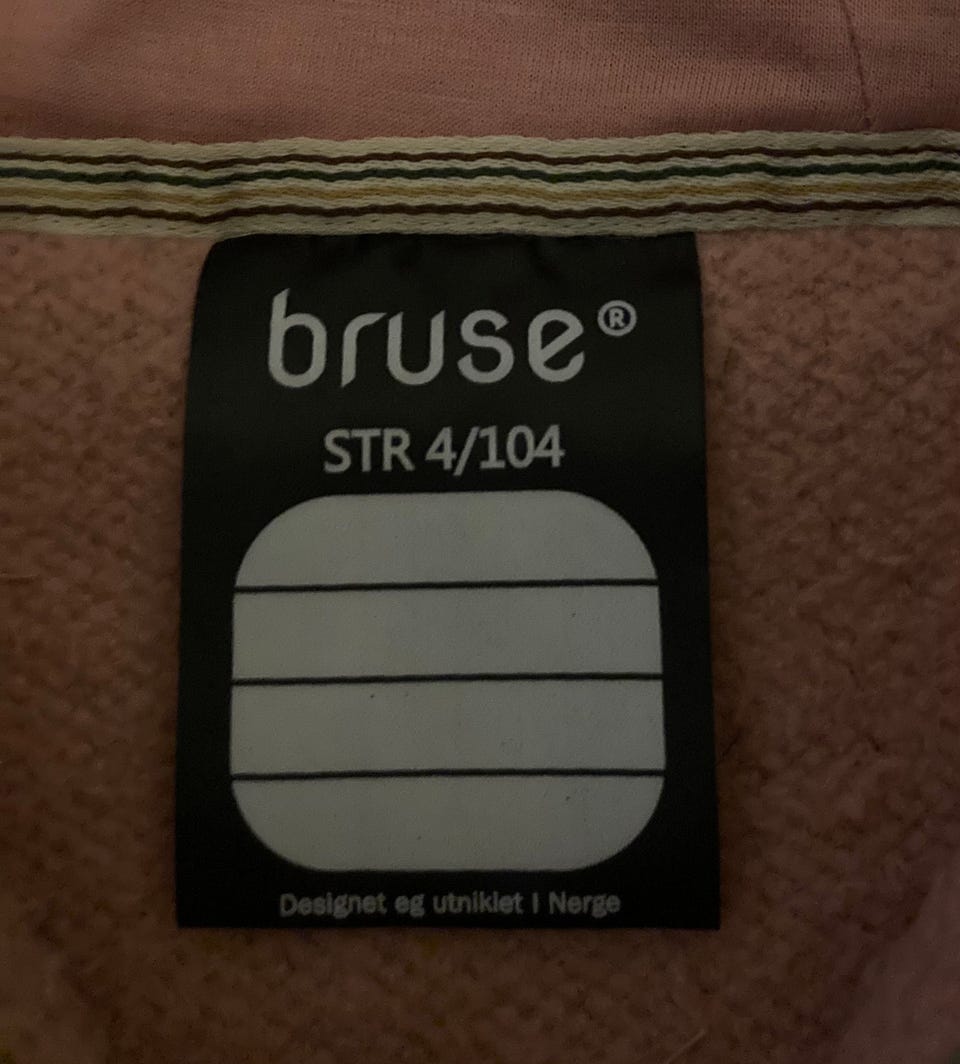 bruse®
STR 4/104
Designet eg utniklet I Nerge